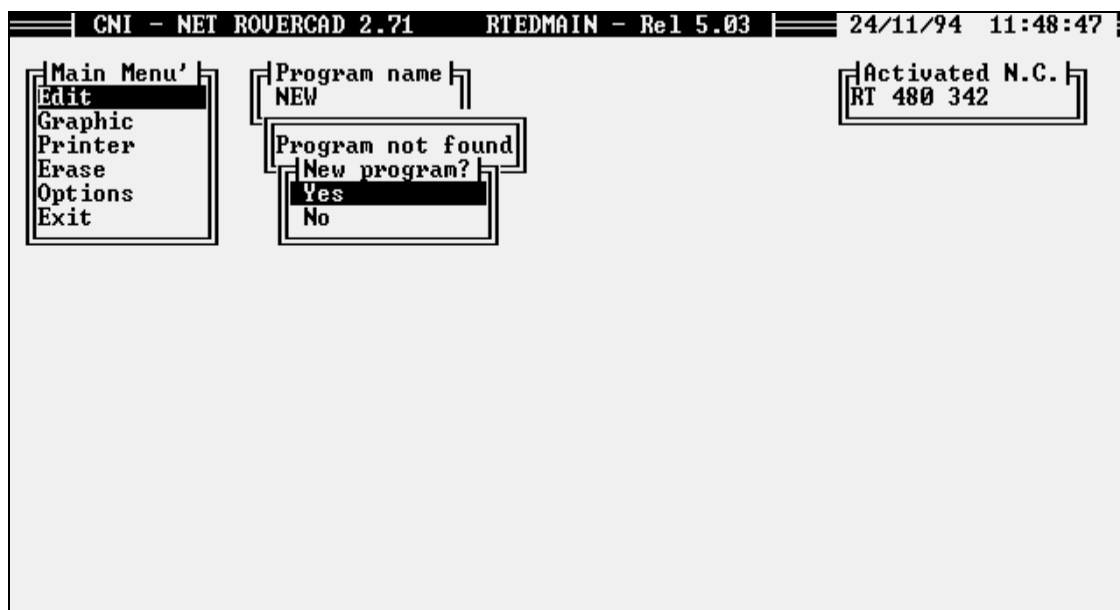 CNI - NET ROVERCAD 2.71 RTEDMAIN - Rel 5.03 24/11/94 11:48:47
Main Menu'
Edit
Graphic
Printer
Erase
Options
Exit
Program name
NEW
Program not found
New program?
Yes
No
Activated N.C.
RT 480 342